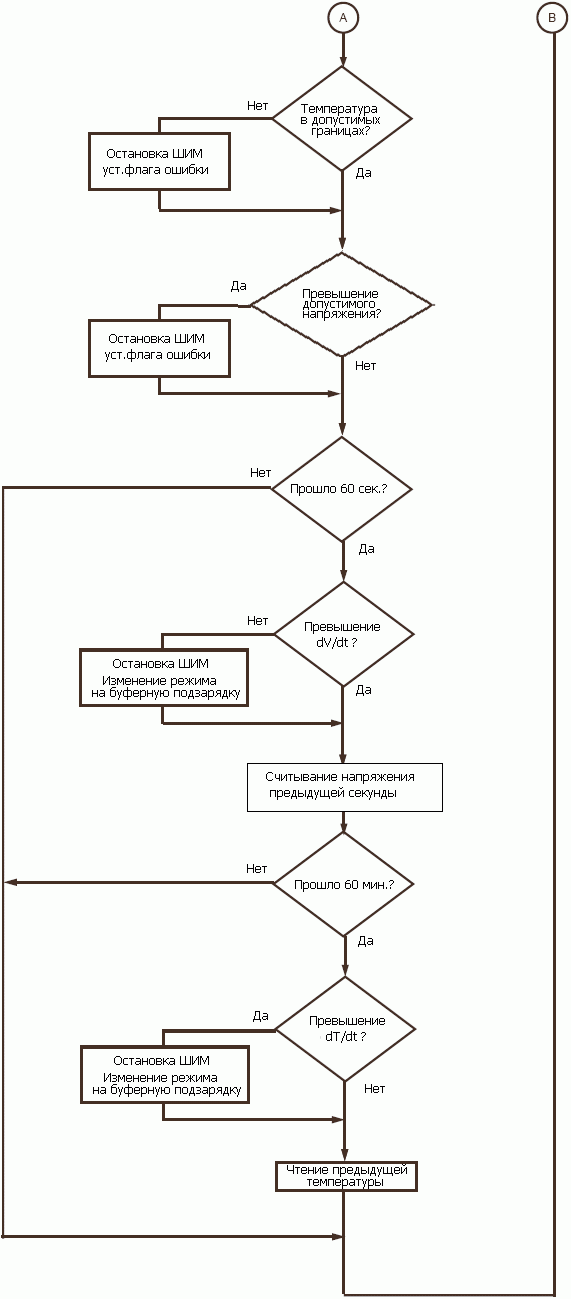 A
B
Нет
Температура
в допустимых
границах?
Остановка ШИМ
уст.флага ошибки
Да
Да
Превышение
допустимого
напряжения?
Остановка ШИМ
уст.флага ошибки
Нет
Нет
Прошло 60 сек.?
Да
Нет
Превышение
dV/dt ?
Остановка ШИМ
Изменение режима
на буферную подзарядку
Да
Считывание напряжения
предыдущей секунды
Нет
Прошло 60 мин.?
Да
Да
Превышение
dT/dt ?
Остановка ШИМ
Изменение режима
на буферную подзарядку
Нет
Чтение предыдущей
температуры